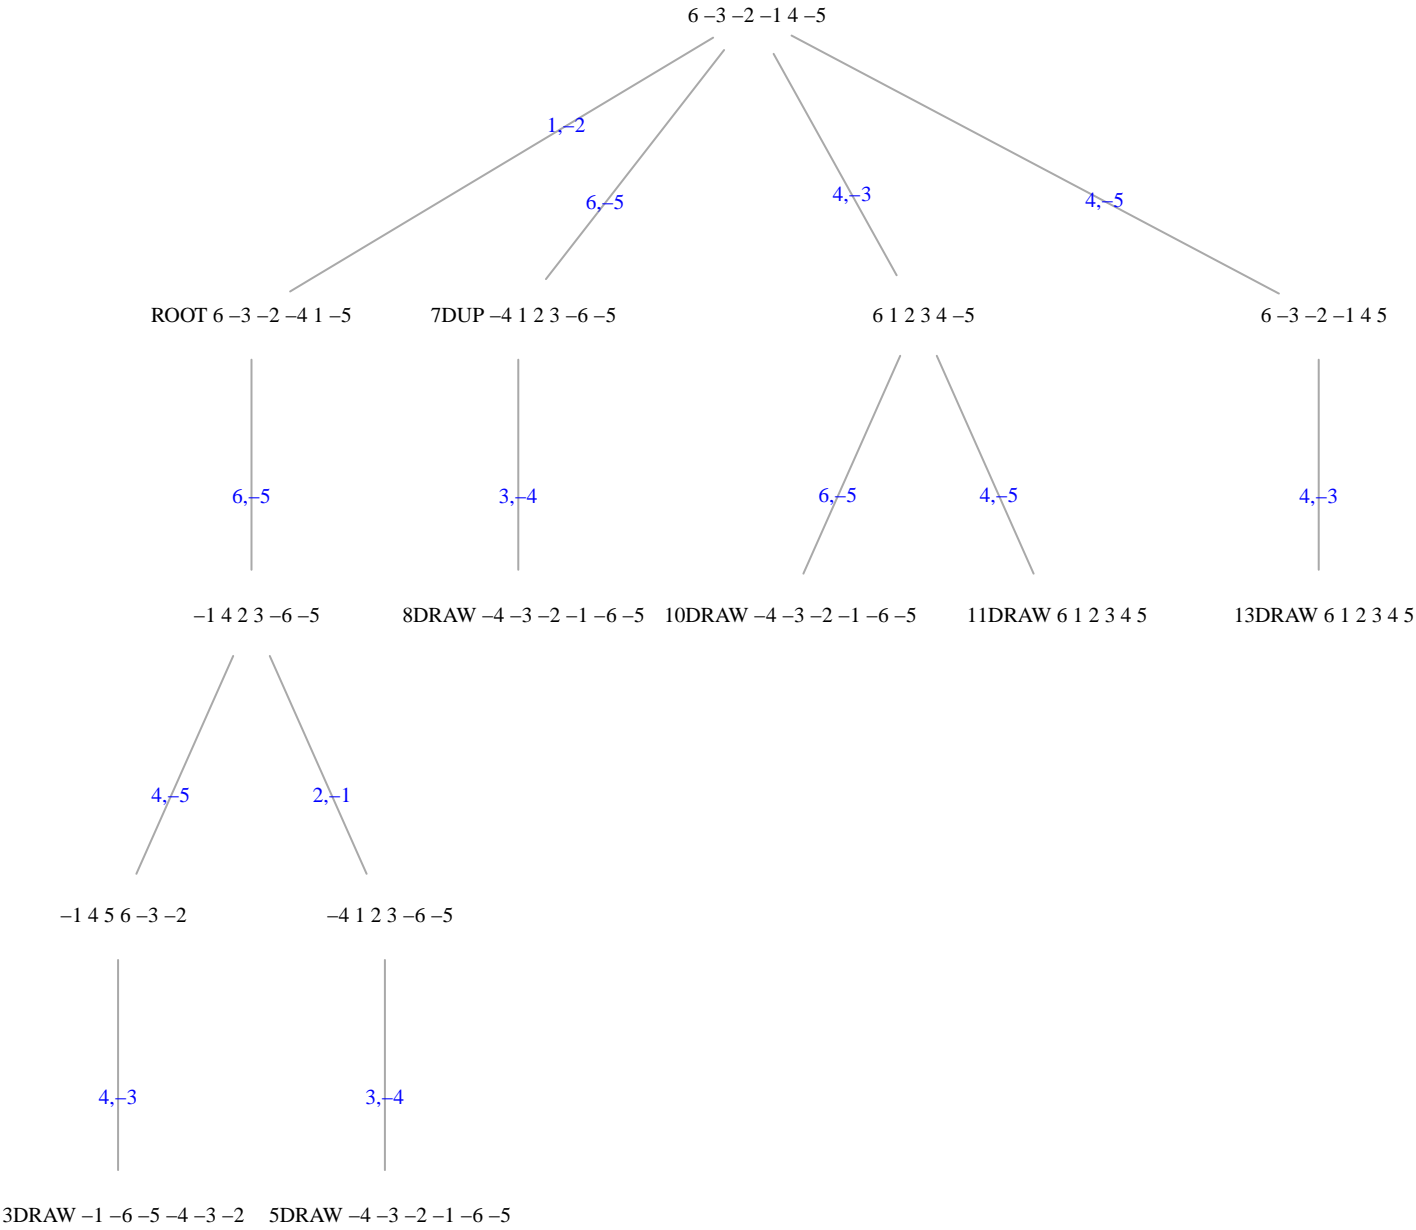 6 –3 –2 –1 4 –5
1,–2
6,–5
4,–3
4,–5
ROOT 6 –3 –2 –4 1 –5
7DUP –4 1 2 3 –6 –5
6 1 2 3 4 –5
6 –3 –2 –1 4 5
6,–5
3,–4
6,–5
4,–5
4,–3
–1 4 2 3 –6 –5
8DRAW –4 –3 –2 –1 –6 –5
10DRAW –4 –3 –2 –1 –6 –5
11DRAW 6 1 2 3 4 5
13DRAW 6 1 2 3 4 5
4,–5
2,–1
–1 4 5 6 –3 –2
–4 1 2 3 –6 –5
4,–3
3,–4
3DRAW –1 –6 –5 –4 –3 –2
5DRAW –4 –3 –2 –1 –6 –5